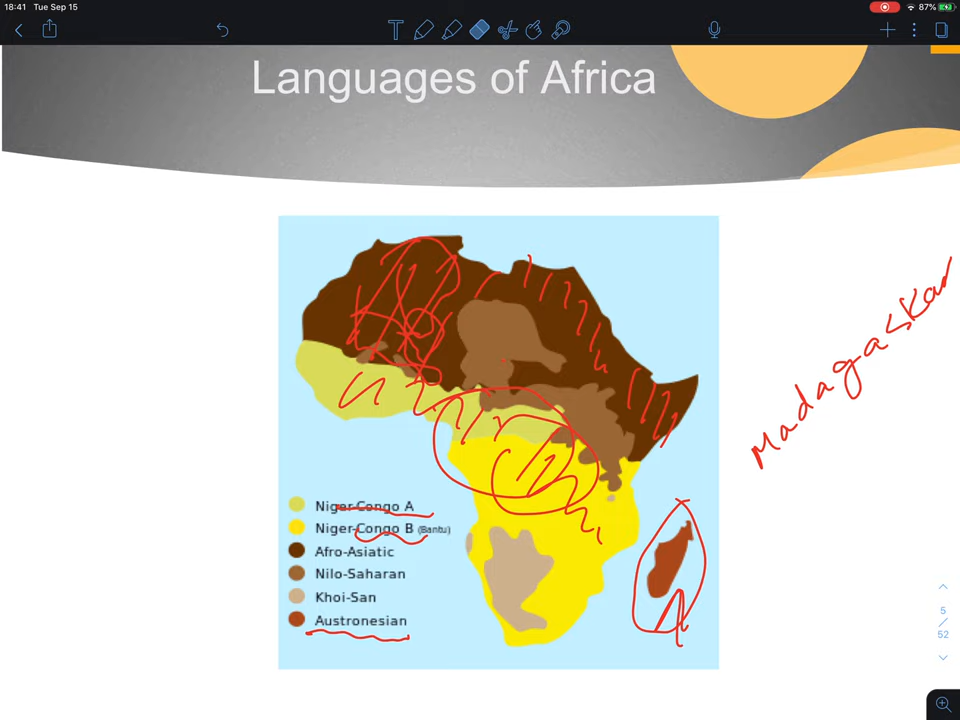 18:41 Tue Sep 15
87%
T
Languages of Africa
Madagaskar
Niger-Congo A
Niger-Congo B (Bantu)
Afro-Asiatic
Nilo-Saharan
Khoi-San
Austronesian
5
/
52